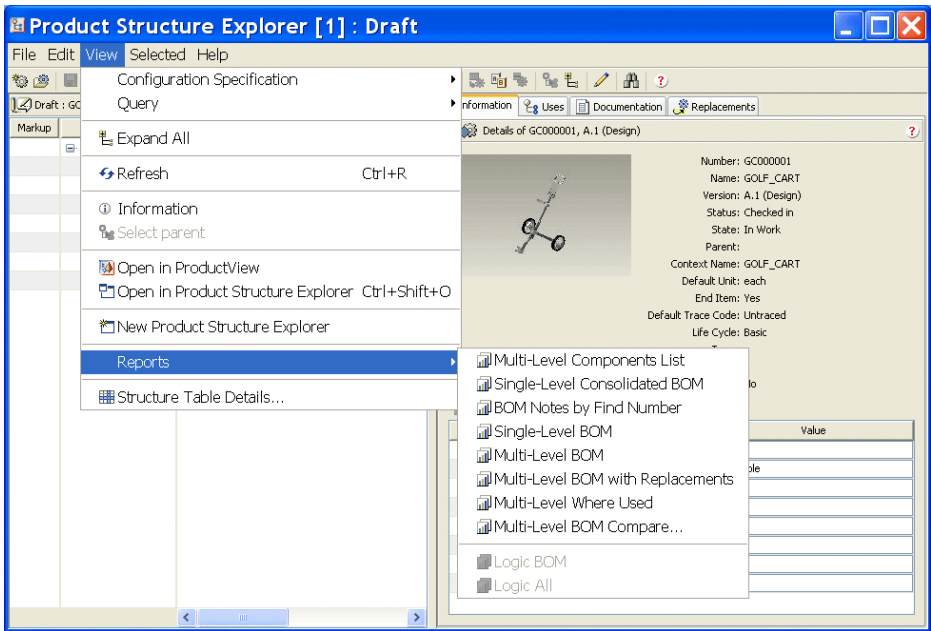 Product Structure Explorer [1] : Draft
File Edit View Selected Help
Configuration Specification
Query
Expand All
Refresh Ctrl+R
Information
Select parent
Open in ProductView
Open in Product Structure Explorer Ctrl+Shift+O
New Product Structure Explorer
Reports
Structure Table Details...
Multi-Level Components List
Single-Level Consolidated BOM
BOM Notes by Find Number
Single-Level BOM
Multi-Level BOM
Multi-Level BOM with Replacements
Multi-Level Where Used
Multi-Level BOM Compare...
Logic BOM
Logic All
Draft : GC
Markup
nformation Uses Documentation Replacements
Details of GC000001, A.1 (Design)
Number: GC000001
Name: GOLF_CART
Version: A.1 (Design)
Status: Checked in
State: In Work
Parent:
Context Name: GOLF_CART
Default Unit: each
End Item: Yes
Default Trace Code: Untraced
Life Cycle: Basic
Value